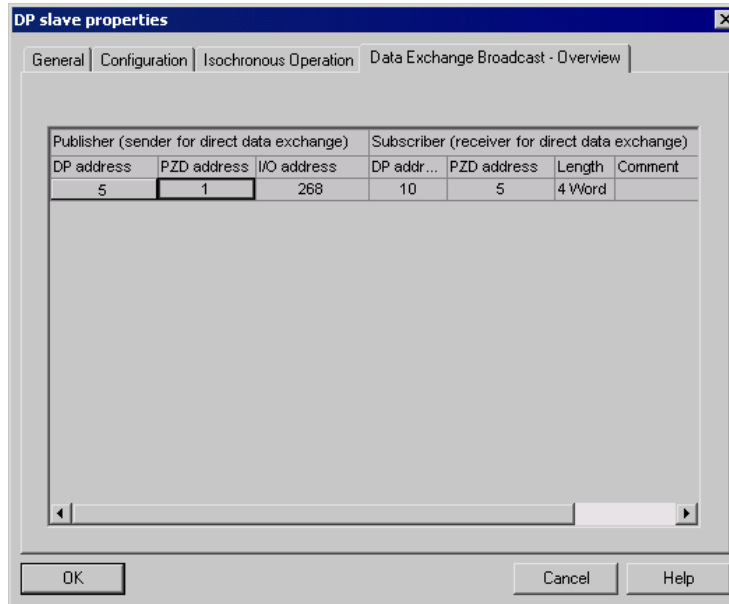 DP slave properties
General Configuration Isochronous Operation Data Exchange Broadcast - Overview
Publisher (sender for direct data exchange) Subscriber (receiver for direct data exchange)
DP address PZD address I/O address DP addr... PZD address Length Comment
5 1 268 10 5 4 Word
OK Cancel Help